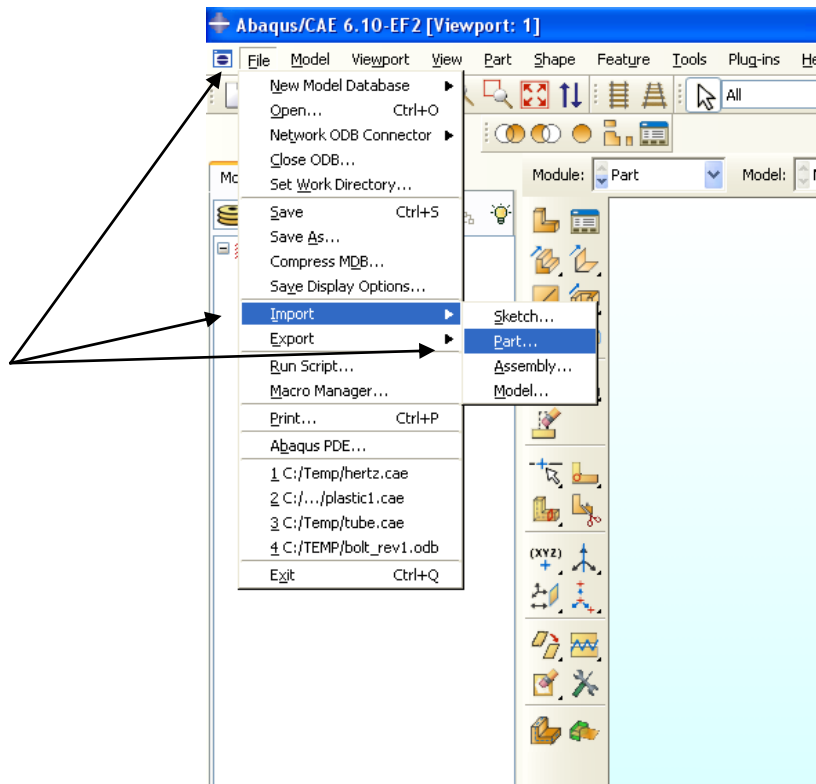 Abaqus/CAE 6.10-EF2 [Viewport: 1]
File Model Viewport View Part Shape Feature Tools Plug-ins
New Model Database
Open... Ctrl+O
Network ODB Connector
Close ODB...
Set Work Directory...
Save Ctrl+S
Save As...
Compress MDB...
Save Display Options...
Import
Export
Run Script...
Macro Manager...
Print... Ctrl+P
Abaqus PDE...
1 C:/Temp/hertz.cae
2 C:/.../plastic1.cae
3 C:/Temp/tube.cae
4 C:/TEMP/bolt_rev1.odb
Exit Ctrl+Q
Sketch...
Part...
Assembly...
Model...
All
Module: Part Model:
(XYZ)